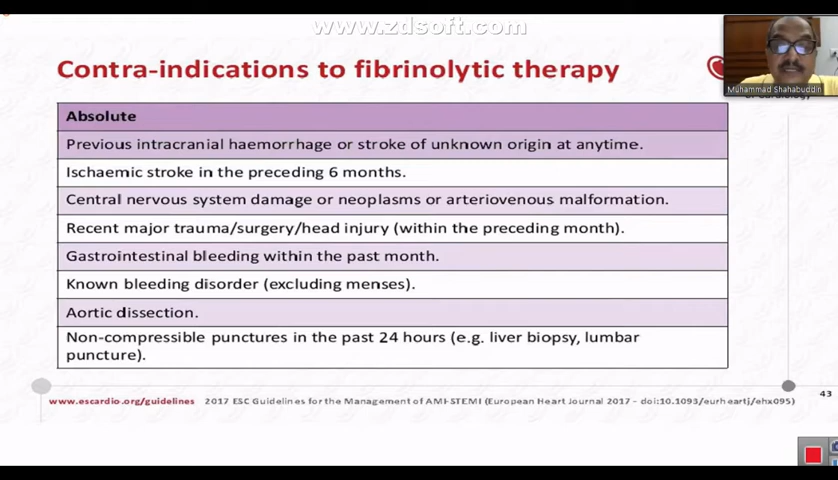 www.zdsoft.com
Contra-indications to fibrinolytic therapy
Muhammad Shahabuddin
Absolute
Previous intracranial haemorrhage or stroke of unknown origin at anytime.
Ischaemic stroke in the preceding 6 months.
Central nervous system damage or neoplasms or arteriovenous malformation.
Recent major trauma/surgery/head injury (within the preceding month).
Gastrointestinal bleeding within the past month.
Known bleeding disorder (excluding menses).
Aortic dissection.
Non-compressible punctures in the past 24 hours (e.g. liver biopsy, lumbar
puncture).
43
www.escardio.org/guidelines 2017 ESC Guidelines for the Management of AMI-STEMI (European Heart Journal 2017 - doi:10.1093/eurheartj/ehx095)